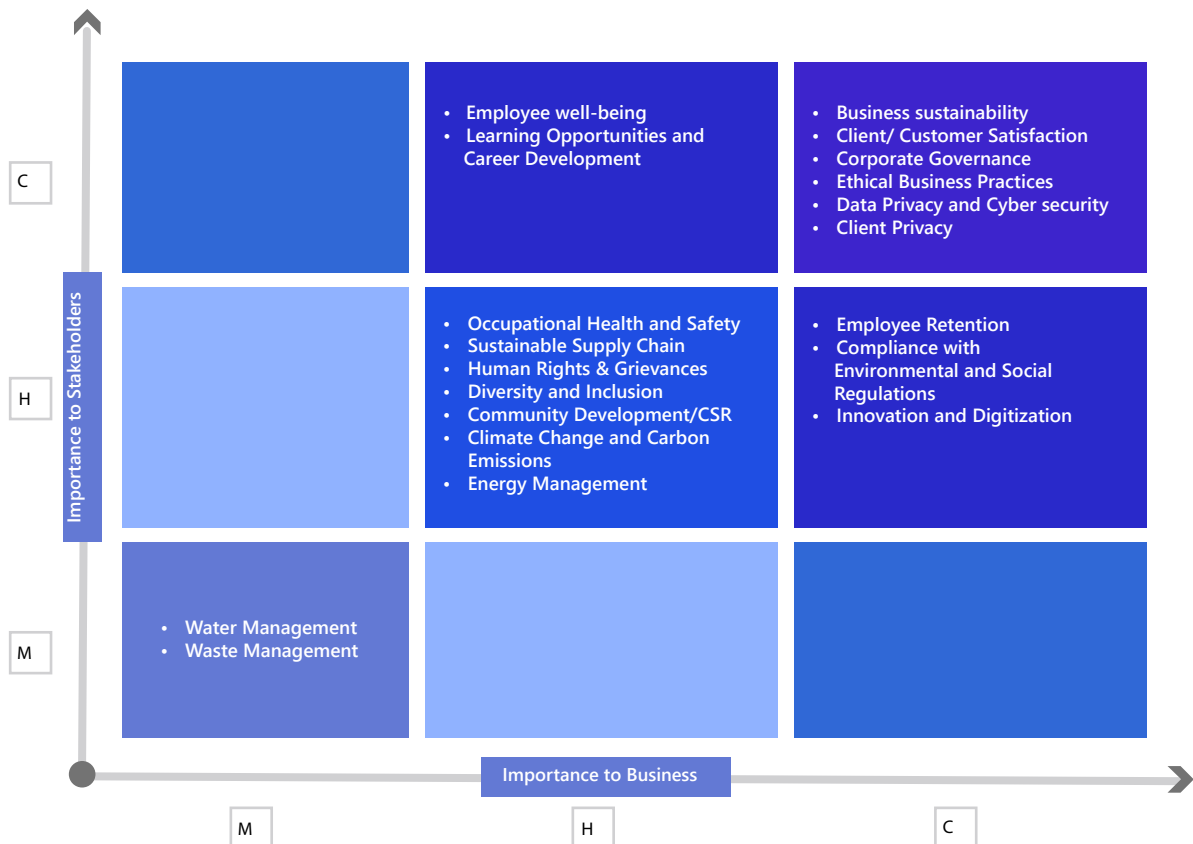 • Employee well-being
• Learning Opportunities and
Career Development
• Business sustainability
• Client/ Customer Satisfaction
• Corporate Governance
• Ethical Business Practices
• Data Privacy and Cyber security
• Client Privacy
C
Importance to Stakeholders
• Occupational Health and Safety
• Sustainable Supply Chain
• Human Rights & Grievances
• Diversity and Inclusion
• Community Development/CSR
• Climate Change and Carbon
Emissions
• Energy Management
• Employee Retention
• Compliance with
Environmental and Social
Regulations
• Innovation and Digitization
H
• Water Management
• Waste Management
M
Importance to Business
M
H
C